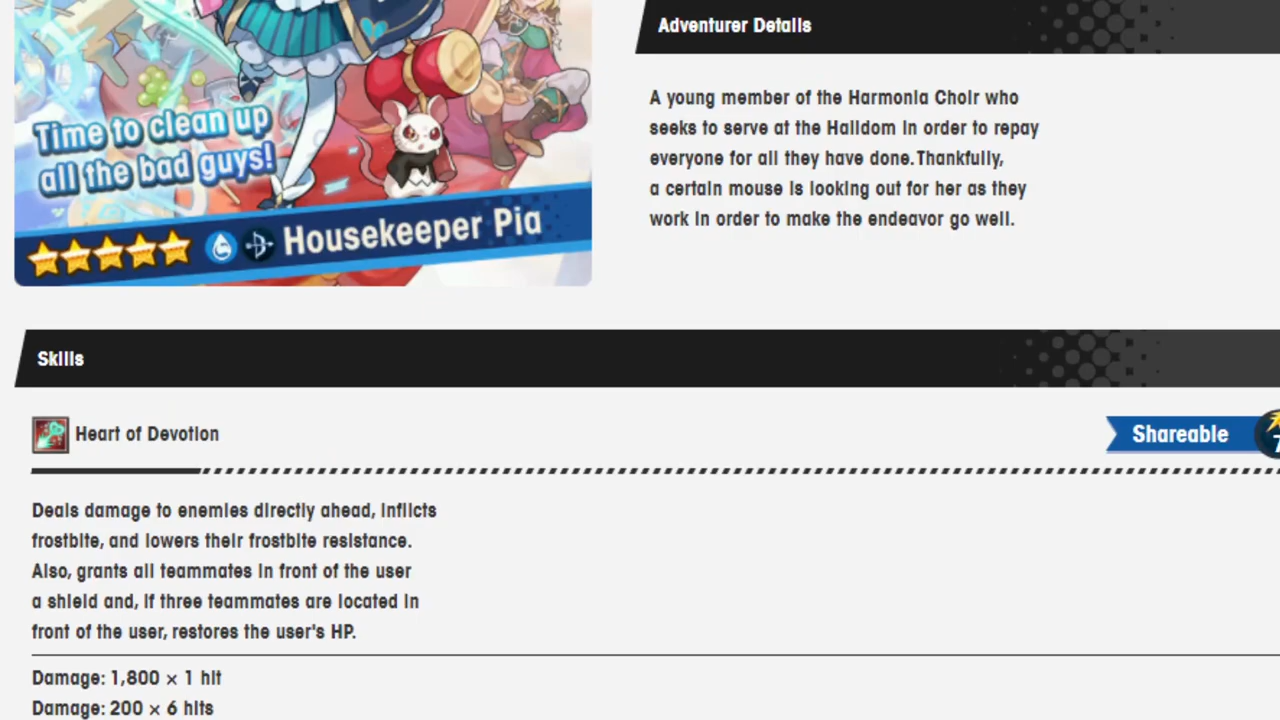 Time to clean up
all the bad guys!
Housekeeper Pia
Adventurer Details
A young member of the Harmonia Choir who
seeks to serve at the Halidom in order to repay
everyone for all they have done.Thankfully,
a certain mouse is looking out for her as they
work in order to make the endeavor go well.
Skills
Heart of Devotion
Shareable
7
Deals damage to enemies directly ahead, inflicts
frostbite, and lowers their frostbite resistance.
Also, grants all teammates in front of the user
a shield and, if three teammates are located in
front of the user, restores the user's HP.
Damage: 1,800 × 1 hit
Damage: 200 × 6 hits